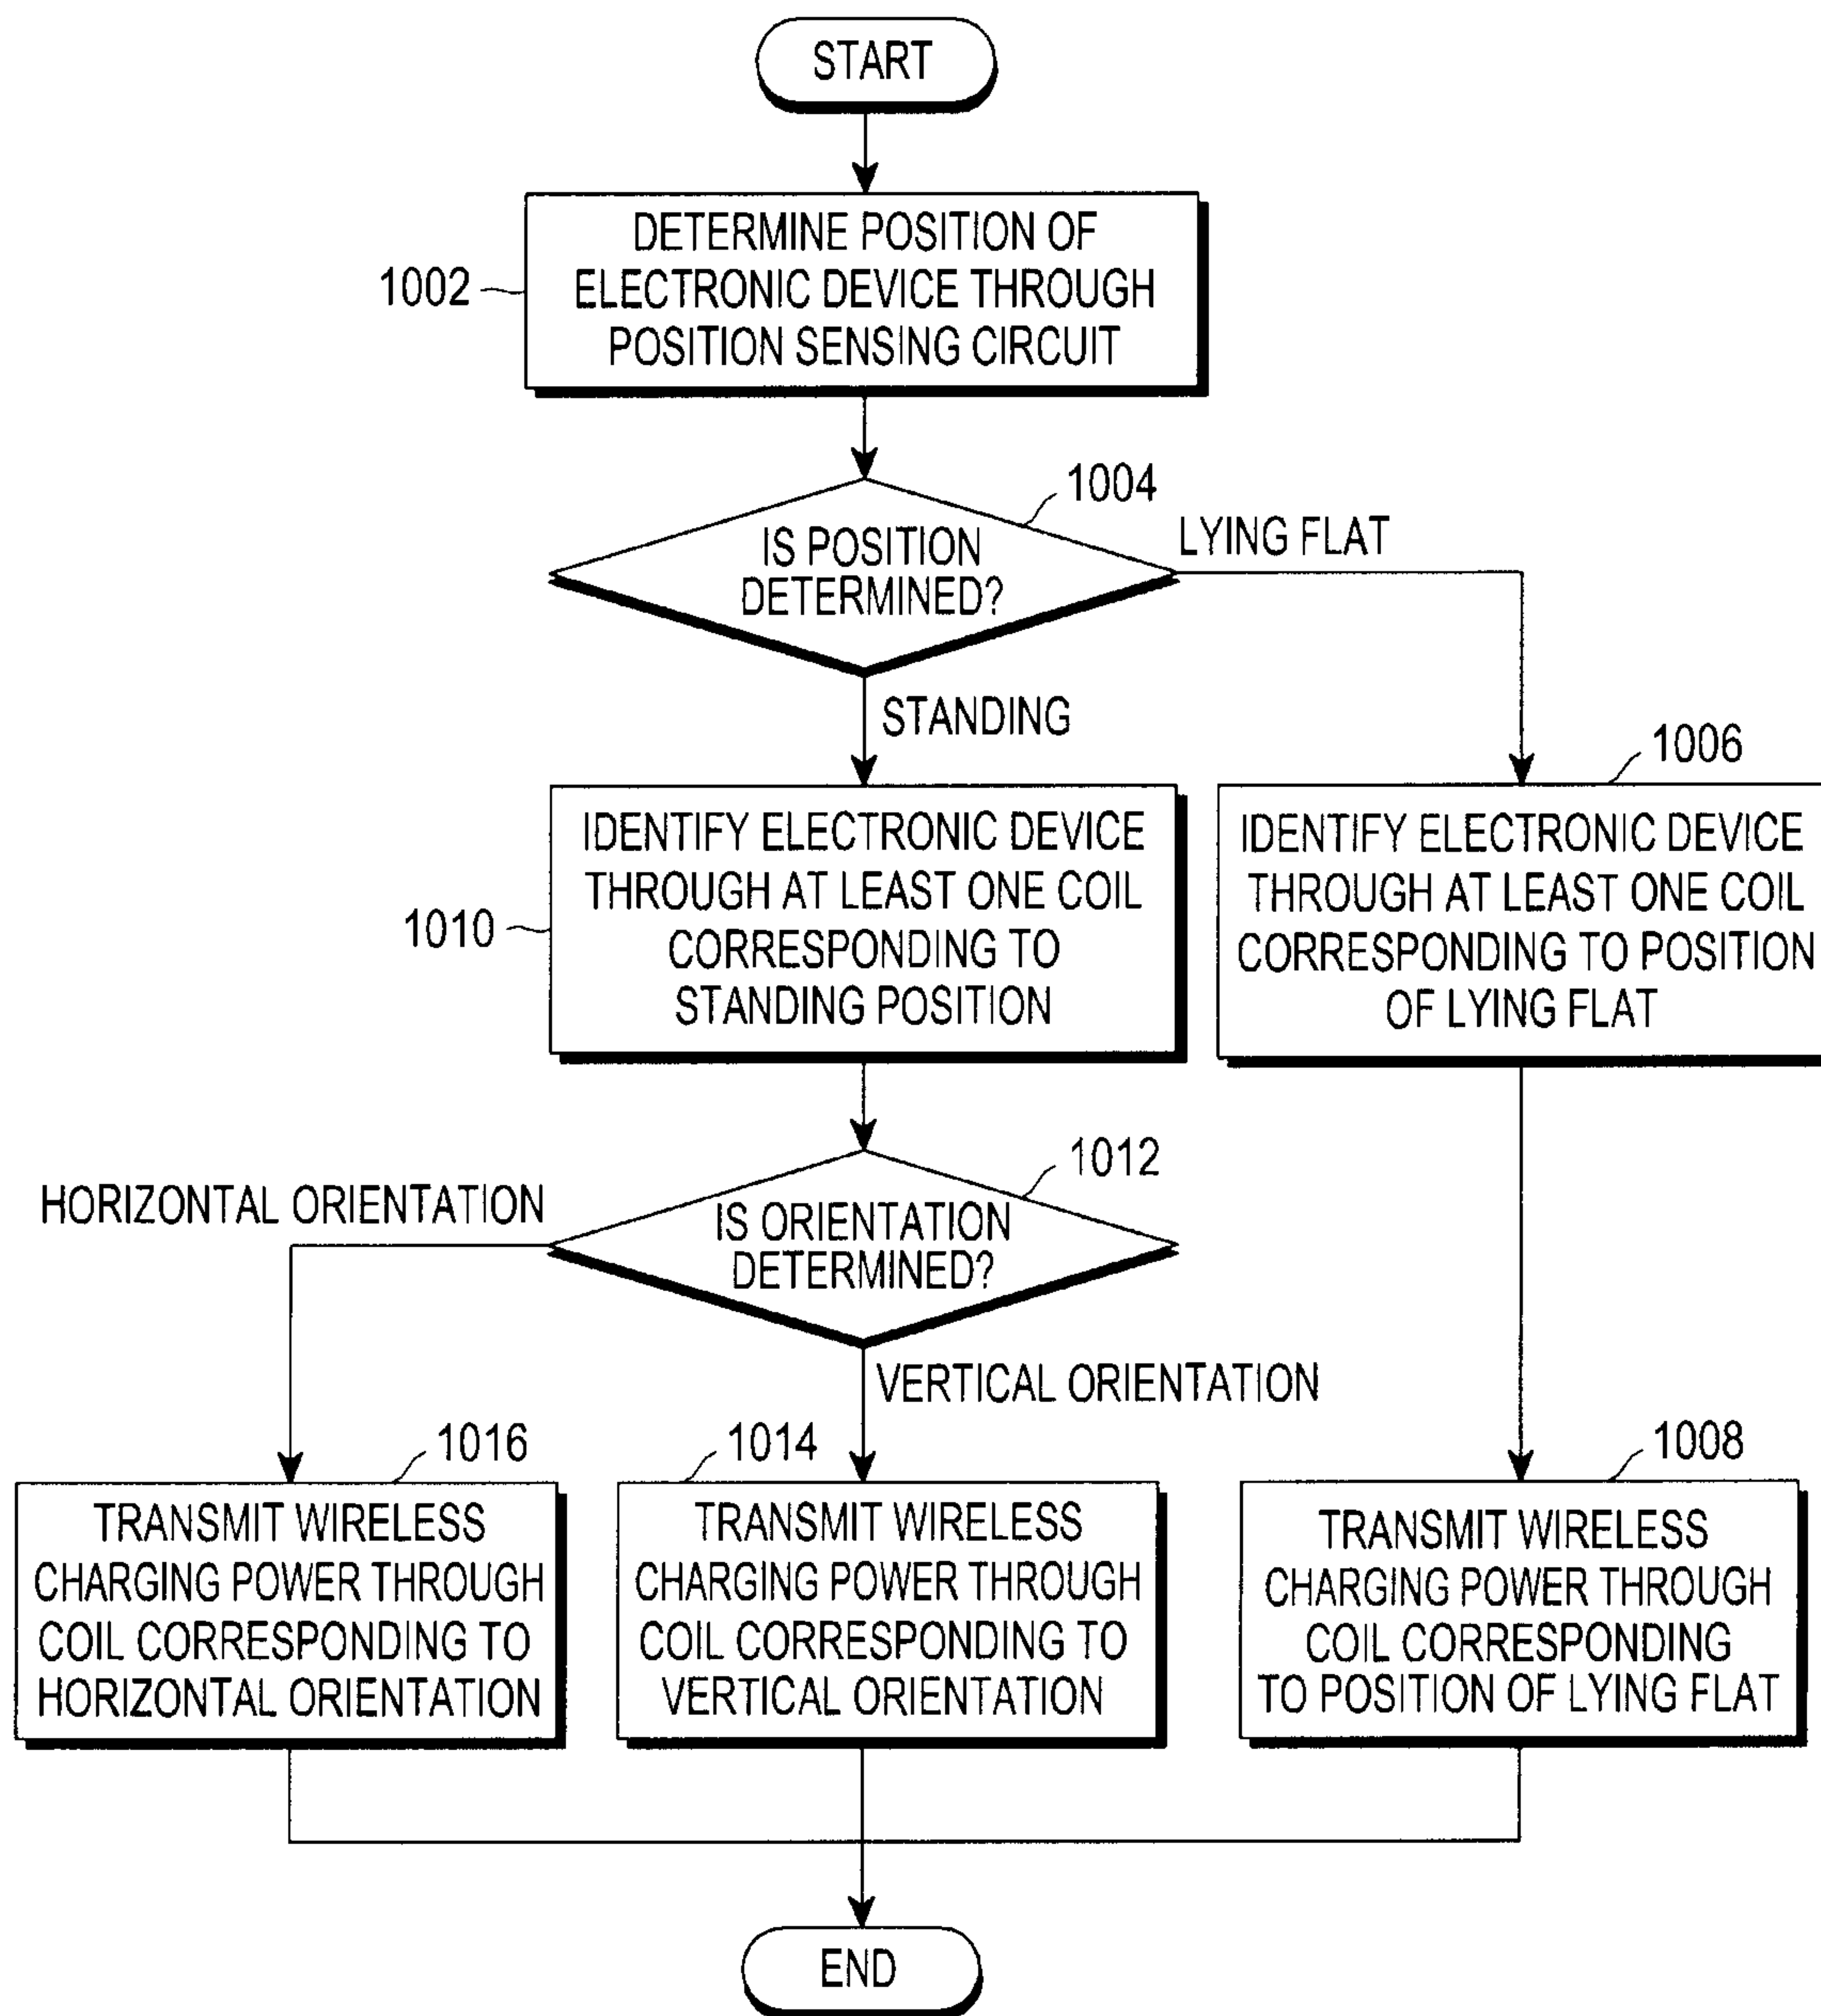 START
1002
DETERMINE POSITION OF
ELECTRONIC DEVICE THROUGH
POSITION SENSING CIRCUIT
1004
IS POSITION
DETERMINED?
LYING FLAT
STANDING
1010
IDENTIFY ELECTRONIC DEVICE
THROUGH AT LEAST ONE COIL
CORRESPONDING TO
STANDING POSITION
1006
IDENTIFY ELECTRONIC DEVICE
THROUGH AT LEAST ONE COIL
CORRESPONDING TO POSITION
OF LYING FLAT
1012
IS ORIENTATION
DETERMINED?
HORIZONTAL ORIENTATION
VERTICAL ORIENTATION
1016
TRANSMIT WIRELESS
CHARGING POWER THROUGH
COIL CORRESPONDING TO
HORIZONTAL ORIENTATION
1014
TRANSMIT WIRELESS
CHARGING POWER THROUGH
COIL CORRESPONDING TO
VERTICAL ORIENTATION
1008
TRANSMIT WIRELESS
CHARGING POWER THROUGH
COIL CORRESPONDING
TO POSITION OF LYING FLAT
END